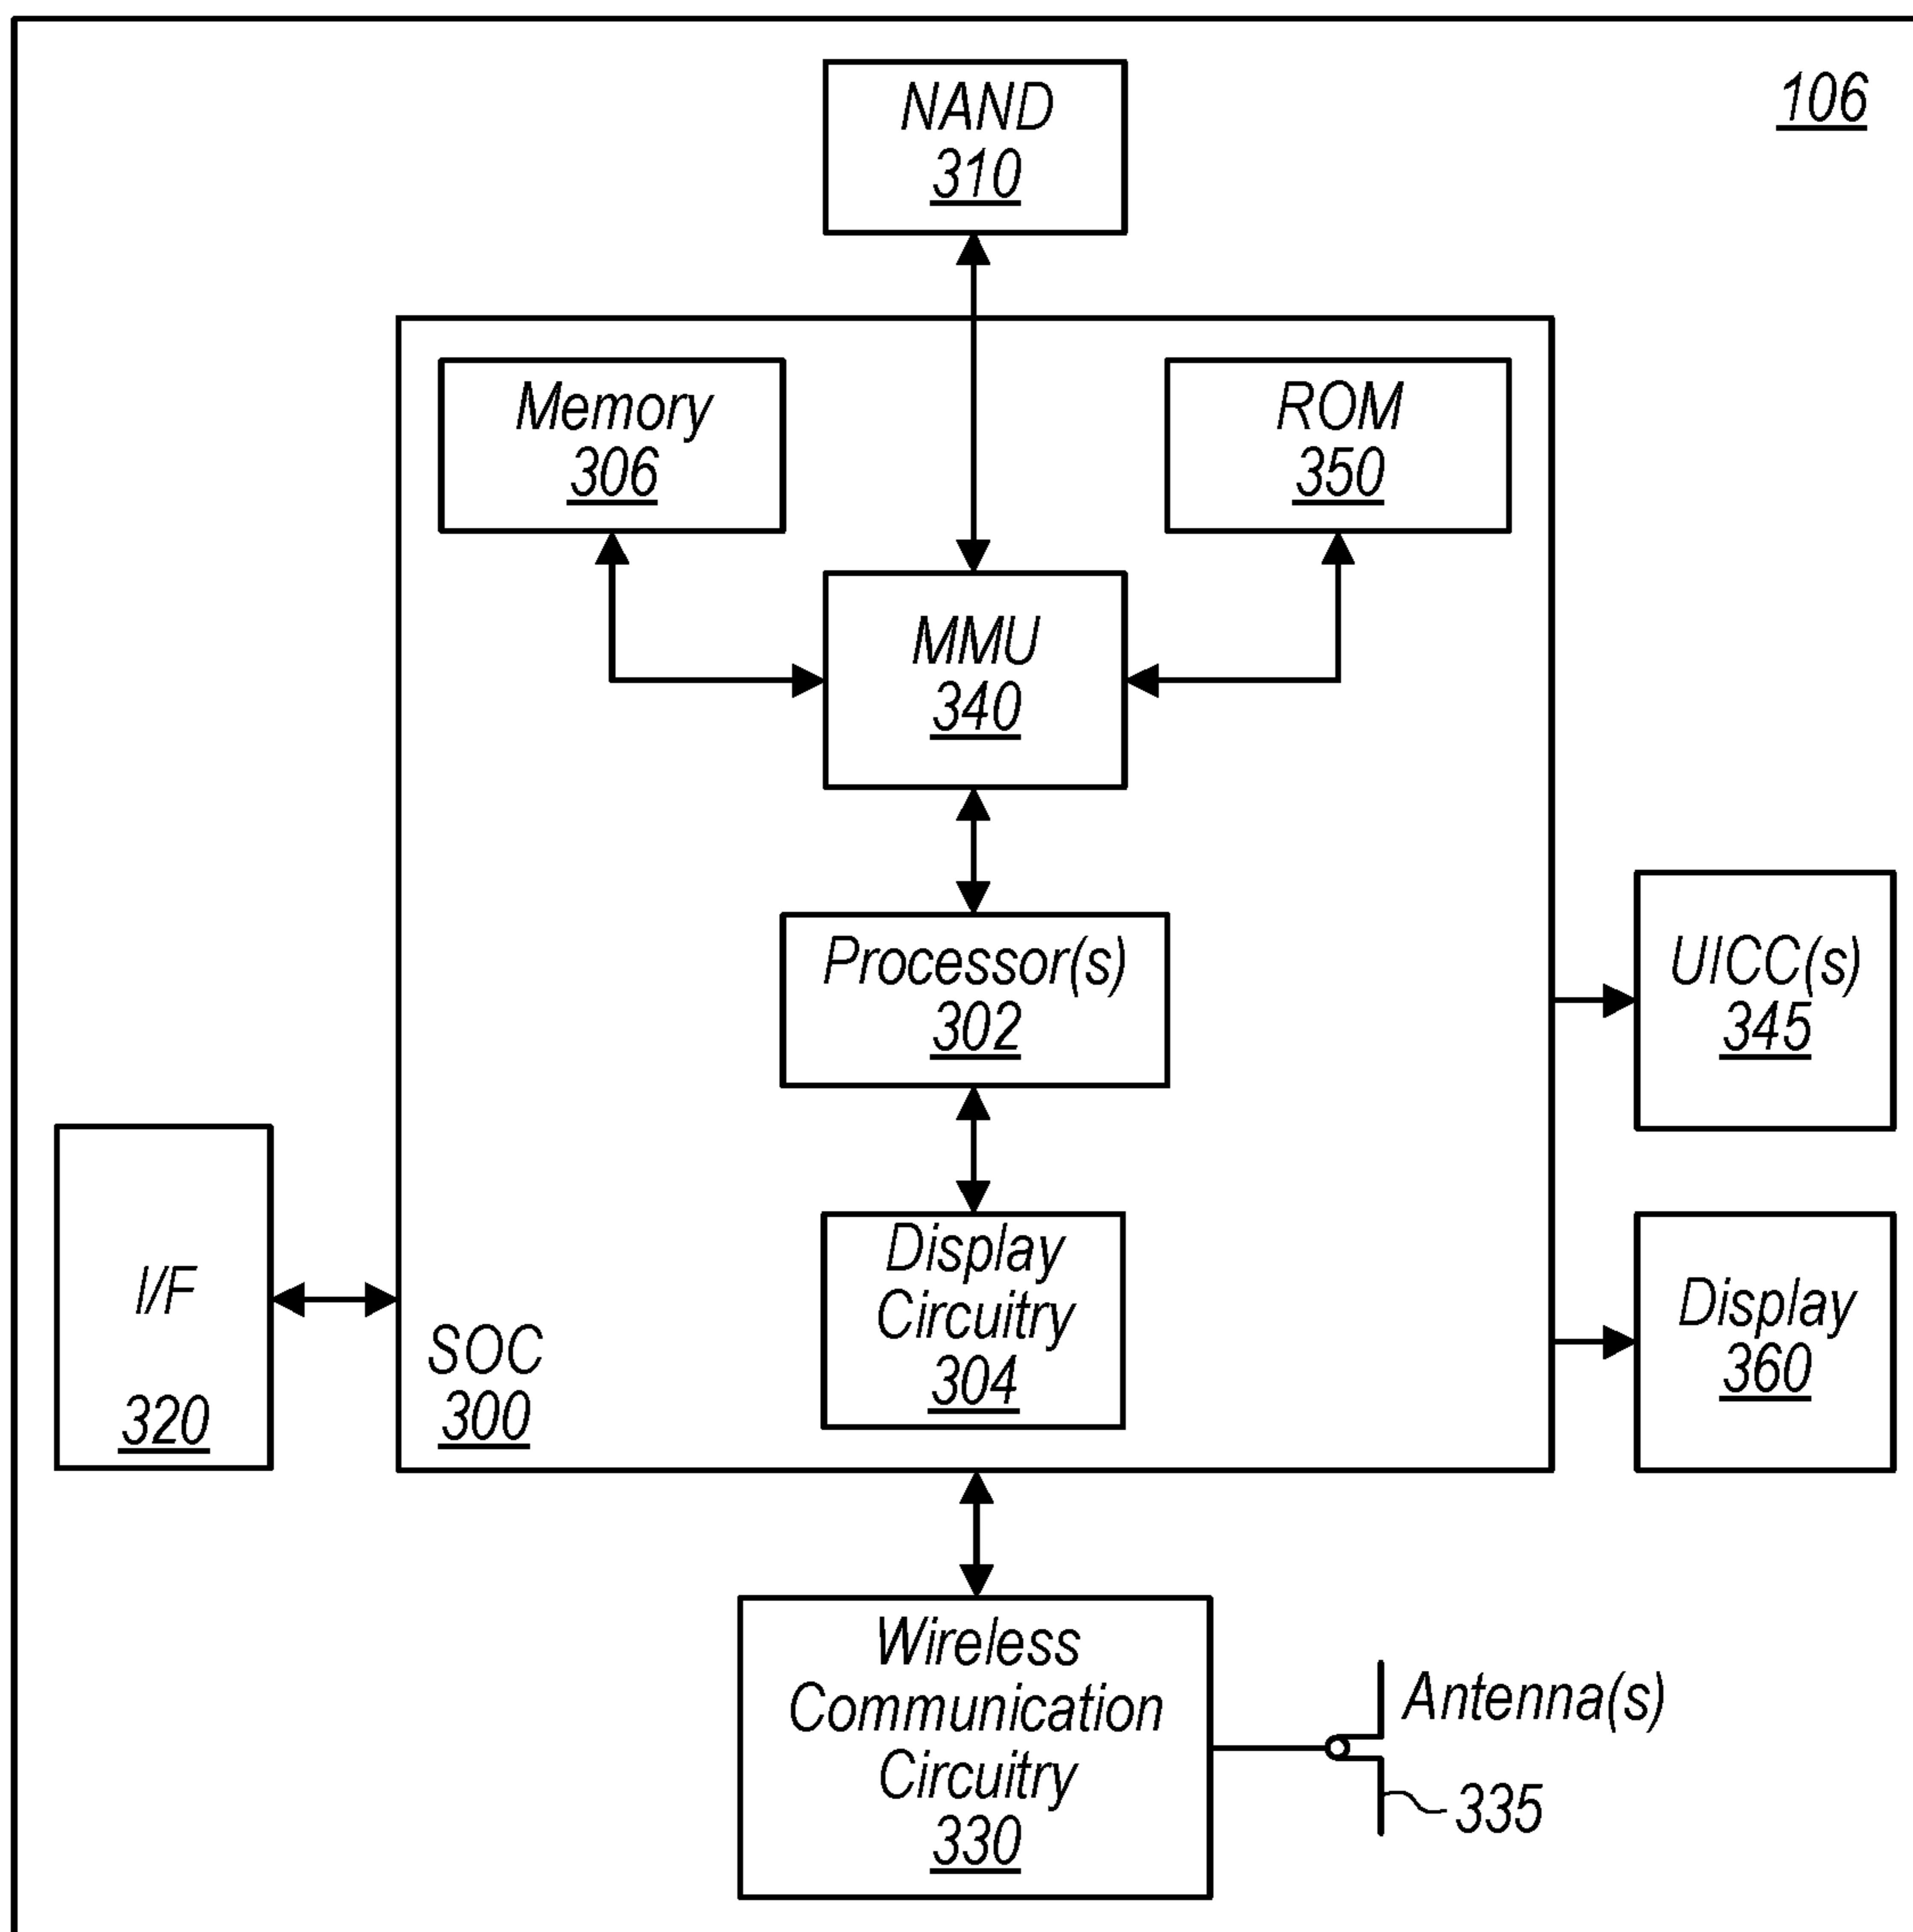 106
NAND
310
Memory
306
ROM
350
MMU
340
Processor(s)
302
UICC(s)
345
Display
Circuitry
304
I/F
320
SOC
300
Display
360
Wireless
Communication
Circuitry
330
Antenna(s)
335